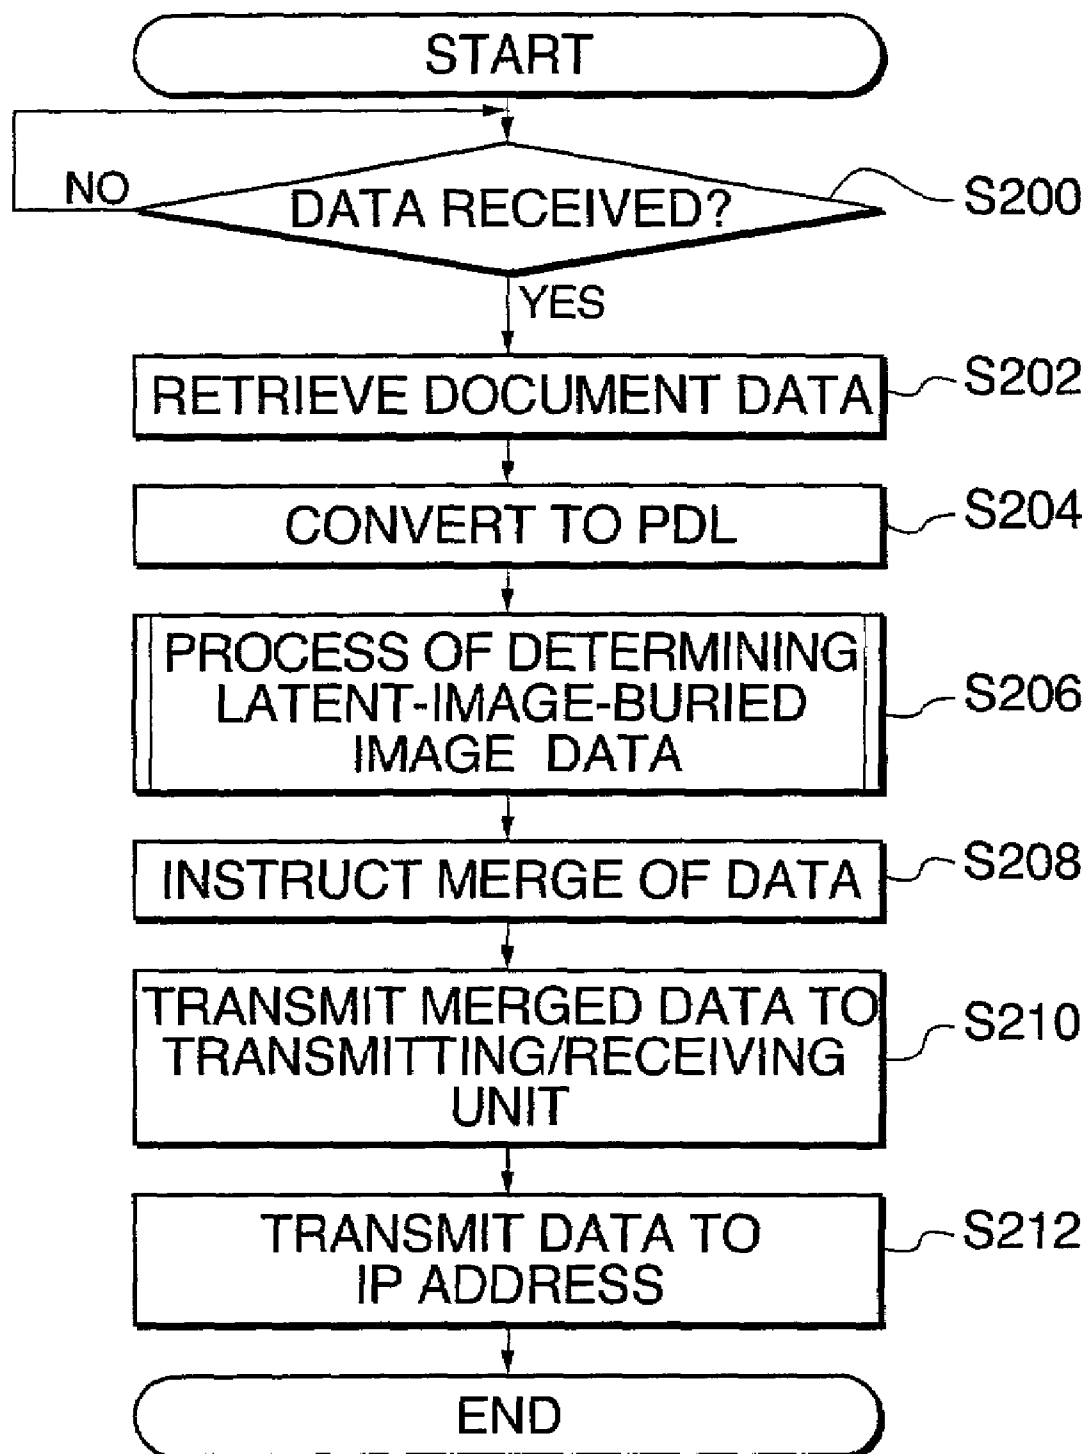 START
NO
DATA RECEIVED?
S200
YES
RETRIEVE DOCUMENT DATA
S202
CONVERT TO PDL
S204
PROCESS OF DETERMINING
LATENT-IMAGE-BURIED
IMAGE DATA
S206
INSTRUCT MERGE OF DATA
S208
TRANSMIT MERGED DATA TO
TRANSMITTING/RECEIVING
UNIT
S210
TRANSMIT DATA TO
IP ADDRESS
S212
END